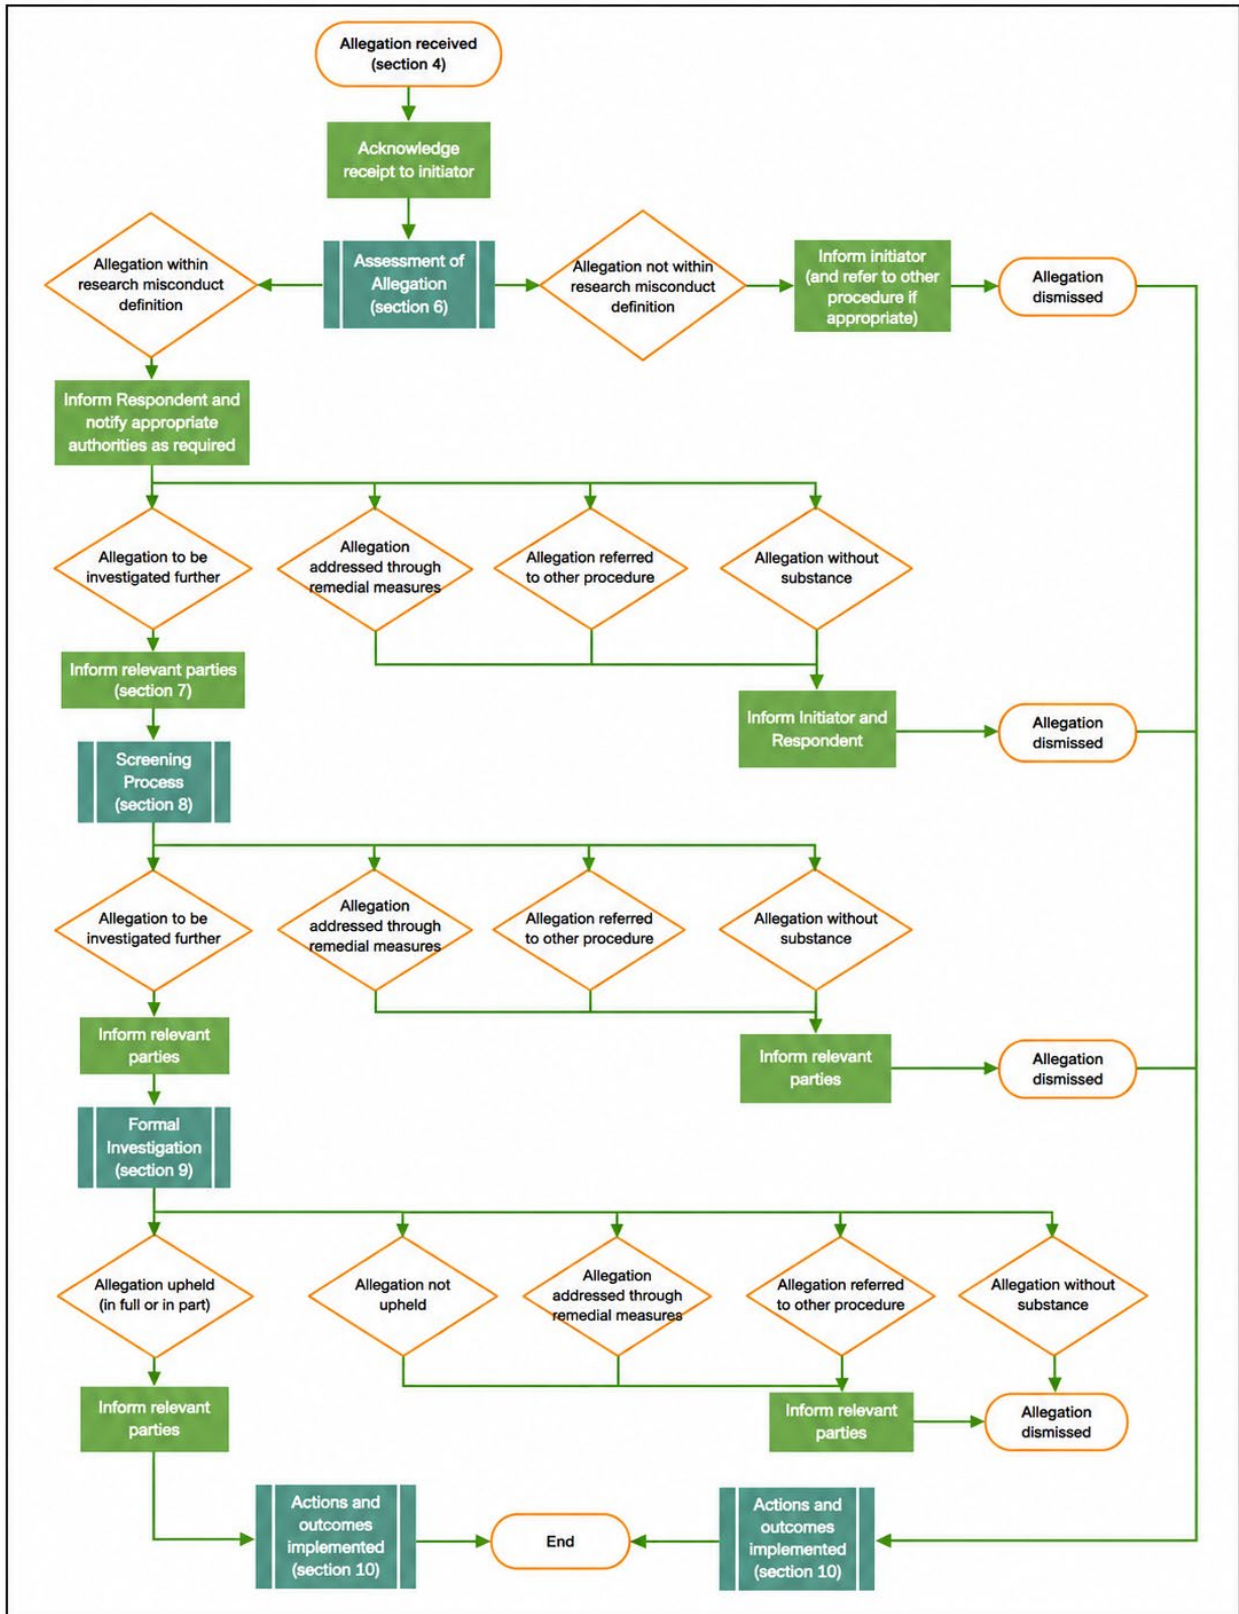 Allegation received
(section 4)
Acknowledge
receipt to initiator
Allegation within
research misconduct
definition
Assessment of
Allegation
(section 6)
Allegation not within
research misconduct
definition
Inform initiator
(and refer to other
procedure if
appropriate)
Allegation
dismissed
Inform Respondent and
notify appropriate
authorities as required
Allegation to be
investigated further
Allegation
addressed through
remedial measures
Allegation referred
to other procedure
Allegation without
substance
Inform relevant parties
(section 7)
Inform Initiator and
Respondent
Allegation
dismissed
Screening
Process
(section 8)
Allegation to be
investigated further
Allegation
addressed through
remedial measures
Allegation referred
to other procedure
Allegation without
substance
Inform relevant
parties
Inform relevant
parties
Allegation
dismissed
Formal
Investigation
(section 9)
Allegation upheld
(in full or in part)
Allegation not
upheld
Allegation
addressed through
remedial measures
Allegation referred
to other procedure
Allegation without
substance
Inform relevant
parties
Inform relevant
parties
Allegation
dismissed
Actions and
outcomes
implemented
(section 10)
End
Actions and
outcomes
implemented
(section 10)